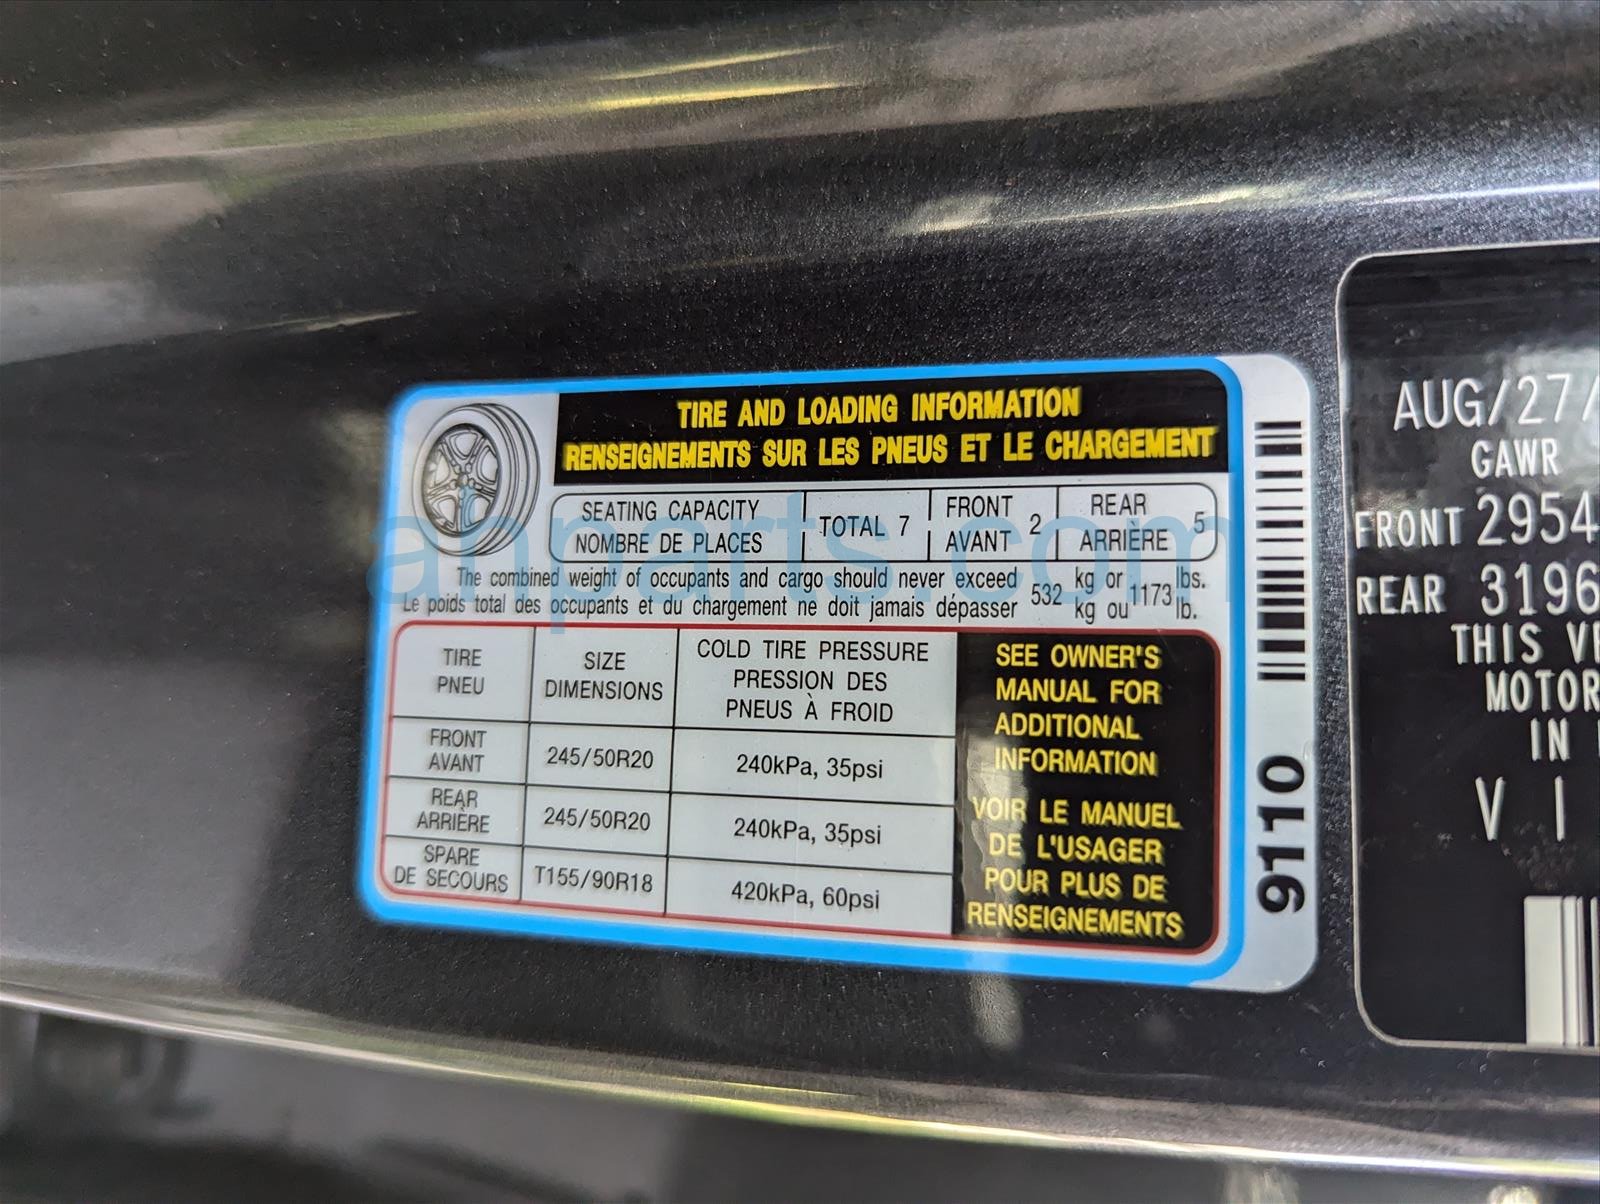 TIRE AND LOADING INFORMATION
RENSEIGNEMENTS SUR LES PNEUS ET LE CHARGEMENT
SEATING CAPACITY
NOMBRE DE PLACES
TOTAL 7
FRONT
AVANT
2
REAR
ARRIÈRE
5
The combined weight of occupants and cargo should never exceed 532 kg or 1173 lbs.
Le poids total des occupants et du chargement ne doit jamais dépasser kg ou lb.
TIRE
PNEU
SIZE
DIMENSIONS
COLD TIRE PRESSURE
PRESSION DES
PNEUS À FROID
FRONT
AVANT
245/50R20
240kPa, 35psi
REAR
ARRIÈRE
245/50R20
240kPa, 35psi
SPARE
DE SECOURS
T155/90R18
420kPa, 60psi
SEE OWNER'S
MANUAL FOR
ADDITIONAL
INFORMATION
VOIR LE MANUEL
DE L'USAGER
POUR PLUS DE
RENSEIGNEMENTS
9110
AUG/27/
GAWR
FRONT 2954
REAR 3196
THIS VE
MOTOR
IN
V I
anparts.com